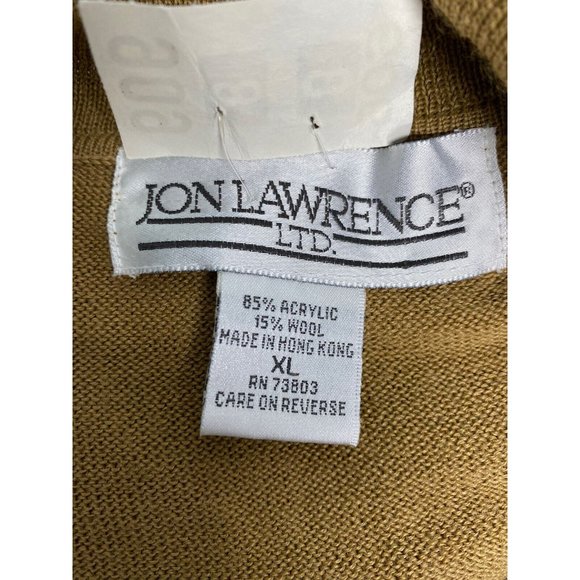 JON LAWRENCE®
LTD.
85% ACRYLIC
15% WOOL
MADE IN HONG KONG
XL
RN 73803
CARE ON REVERSE